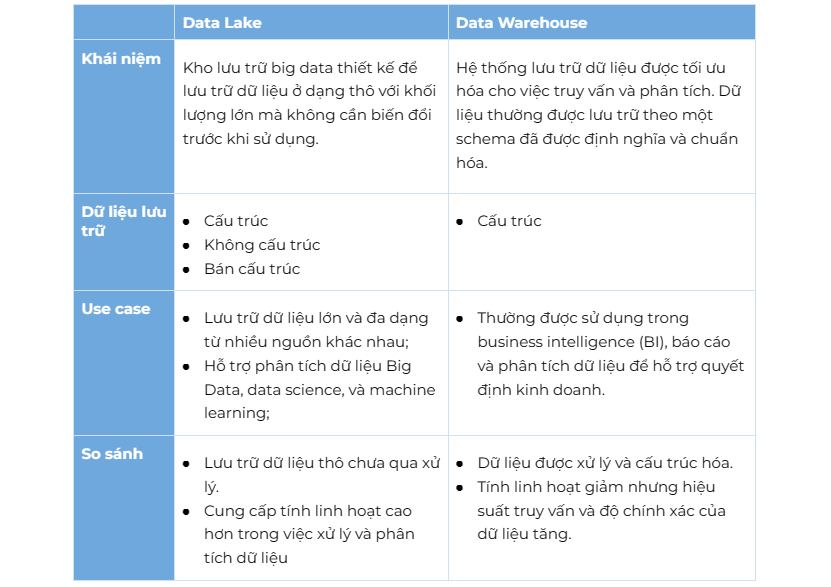 Data Lake
Data Warehouse
Khái niệm
Kho lưu trữ big data thiết kế để
lưu trữ dữ liệu ở dạng thô với khối
lượng lớn mà không cần biến đổi
trước khi sử dụng.
Hệ thống lưu trữ dữ liệu được tối ưu
hóa cho việc truy vấn và phân tích. Dữ
liệu thường được lưu trữ theo một
schema đã được định nghĩa và chuẩn
hóa.
Dữ liệu lưu
trữ
• Cấu trúc
• Không cấu trúc
• Bán cấu trúc
• Cấu trúc
Use case
• Lưu trữ dữ liệu lớn và đa dạng
từ nhiều nguồn khác nhau;
• Hỗ trợ phân tích dữ liệu Big
Data, data science, và machine
learning;
• Thường được sử dụng trong
business intelligence (BI), báo cáo
và phân tích dữ liệu để hỗ trợ quyết
định kinh doanh.
So sánh
• Lưu trữ dữ liệu thô chưa qua xử
lý.
• Cung cấp tính linh hoạt cao
hơn trong việc xử lý và phân
tích dữ liệu
• Dữ liệu được xử lý và cấu trúc hóa.
• Tính linh hoạt giảm nhưng hiệu
suất truy vấn và độ chính xác của
dữ liệu tăng.